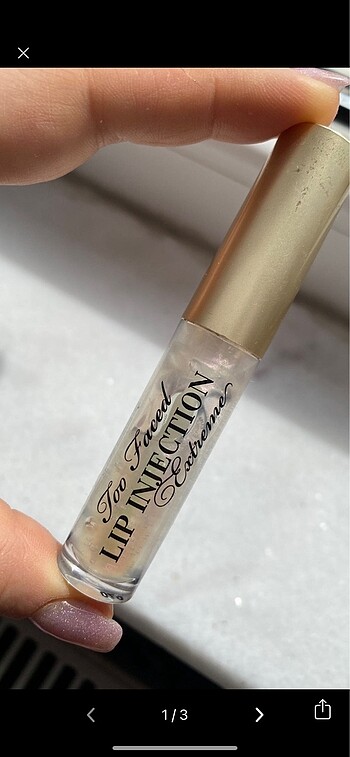 Too Faced
LIP INJECTION
Extreme
1/3